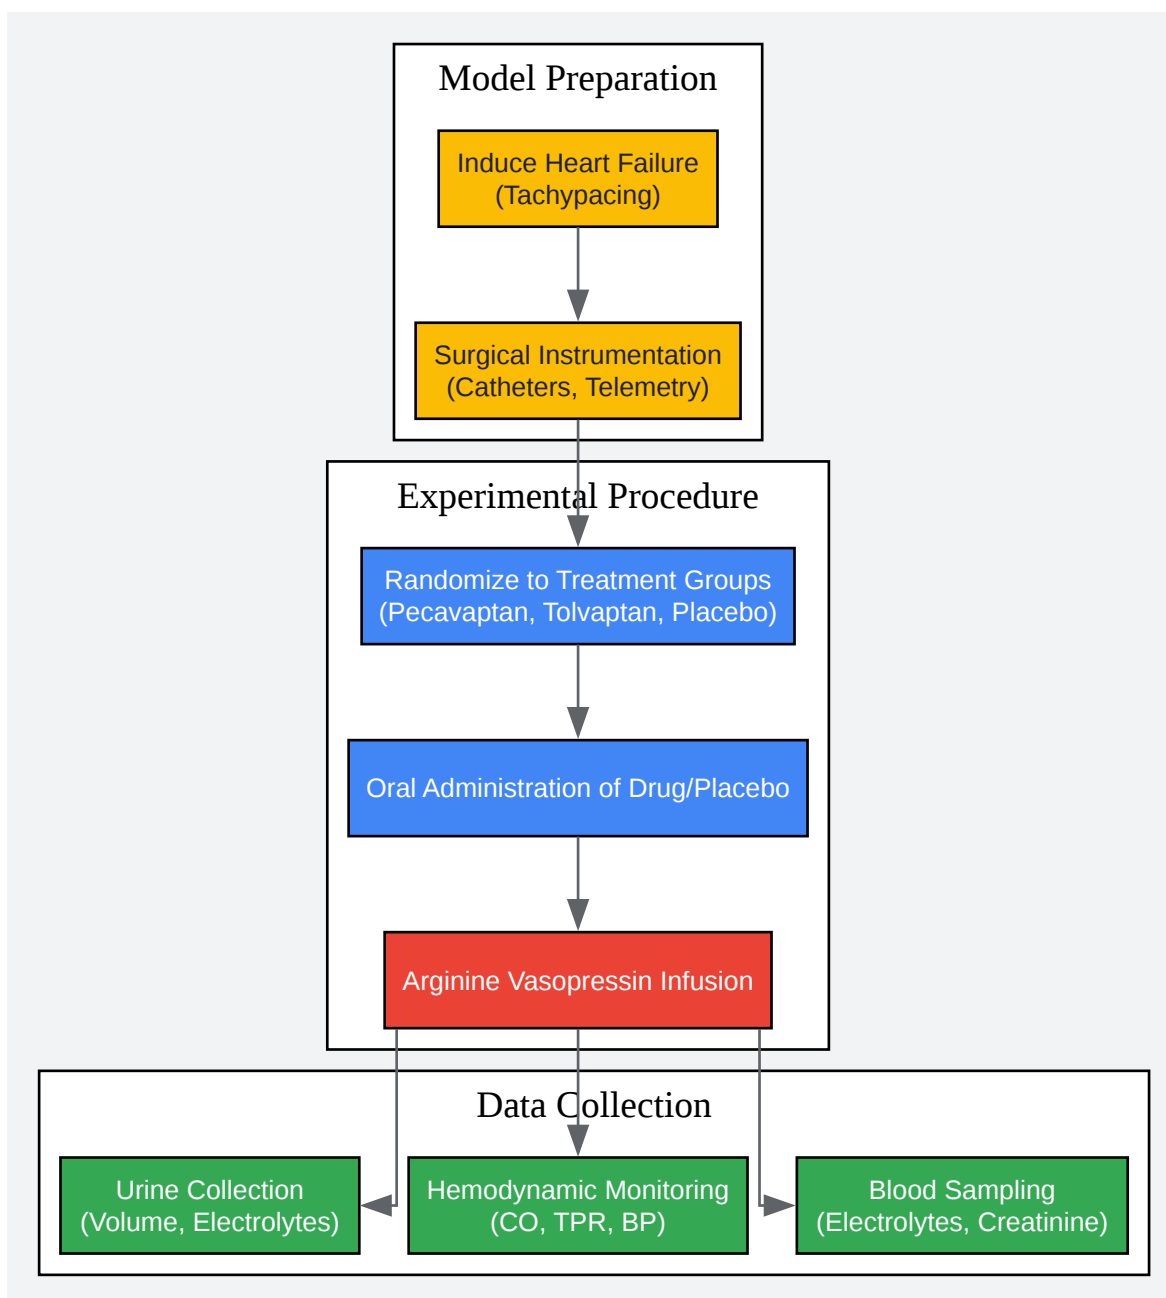 Model Preparation
Induce Heart Failure
(Tachypacing)
Surgical Instrumentation
(Catheters, Telemetry)
Experimental Procedure
Randomize to Treatment Groups
(Pecavaptan, Tolvaptan, Placebo)
Oral Administration of Drug/Placebo
Arginine Vasopressin Infusion
Data Collection
Urine Collection
(Volume, Electrolytes)
Hemodynamic Monitoring
(CO, TPR, BP)
Blood Sampling
(Electrolytes, Creatinine)